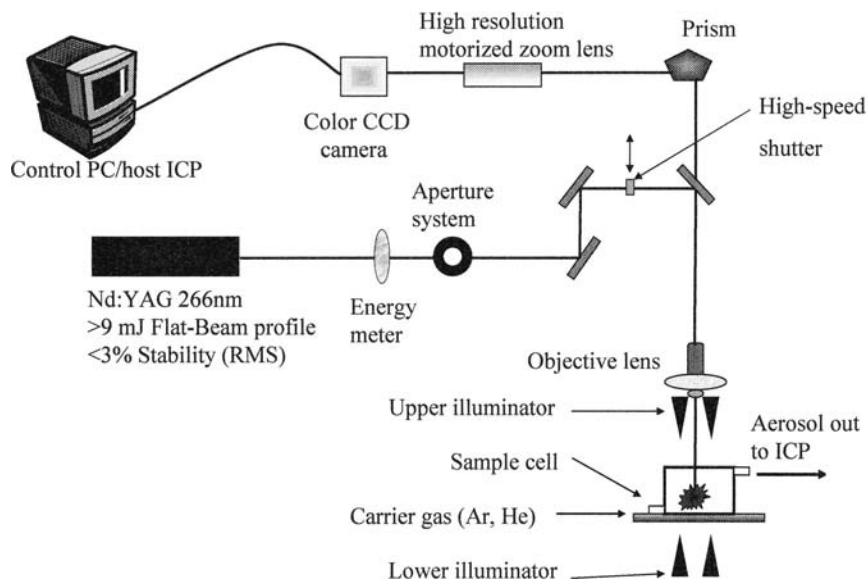 High resolution
motorized zoom lens
Prism
Color CCD
camera
High-speed
shutter
Control PC/host ICP
Aperture
system
Nd:YAG 266nm
>9 mJ Flat-Beam profile
<3% Stability (RMS)
Energy
meter
Objective lens
Upper illuminator
Aerosol out
to ICP
Sample cell
Carrier gas (Ar, He)
Lower illuminator